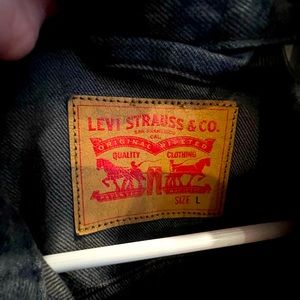 LEVI STRAUSS & CO.
SAN FRANCISCO
CAL.
ORIGINAL RIVETED
QUALITY CLOTHING
SIZE L